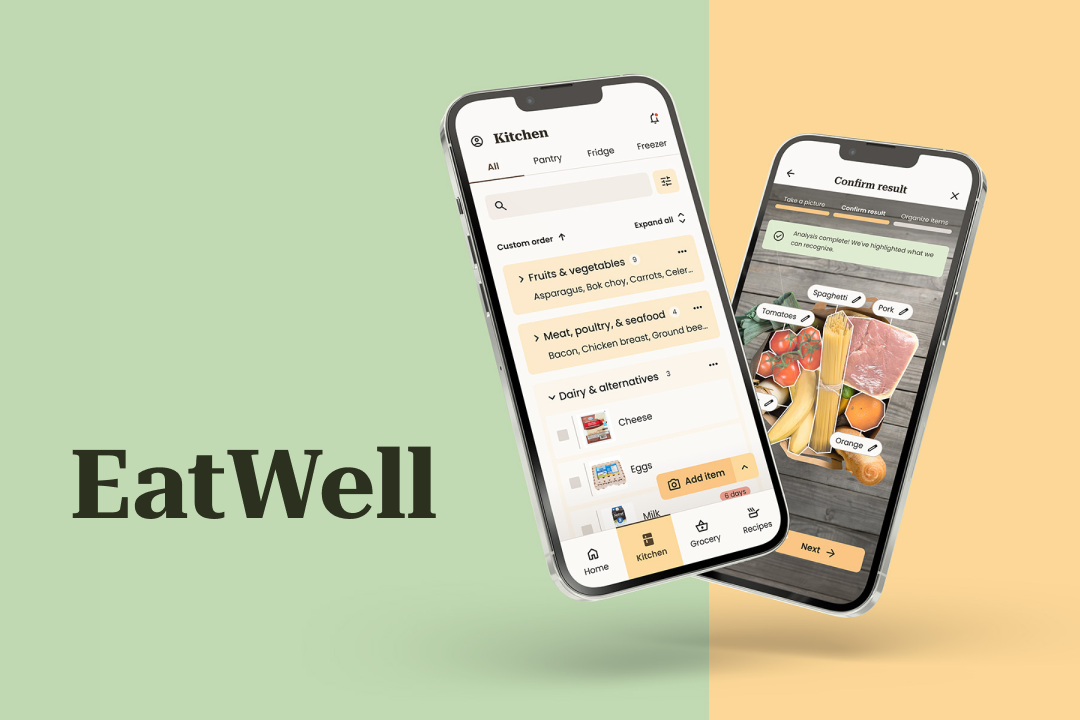 EatWell
Kitchen
All Pantry Fridge Freezer
Custom order
Expand all
Fruits & vegetables 9
Asparagus, Bok choy, Carrots, Celer...
Meat, poultry, & seafood 4
Bacon, Chicken breast, Ground bee...
Dairy & alternatives 3
Cheese
Eggs
Add item
6 days
Milk
Home Kitchen Grocery Recipes
Confirm result
Take a picture Confirm result Organize items
Analysis complete! We've highlighted what we
can recognize.
Spaghetti
Pork
Tomatoes
Orange
Next